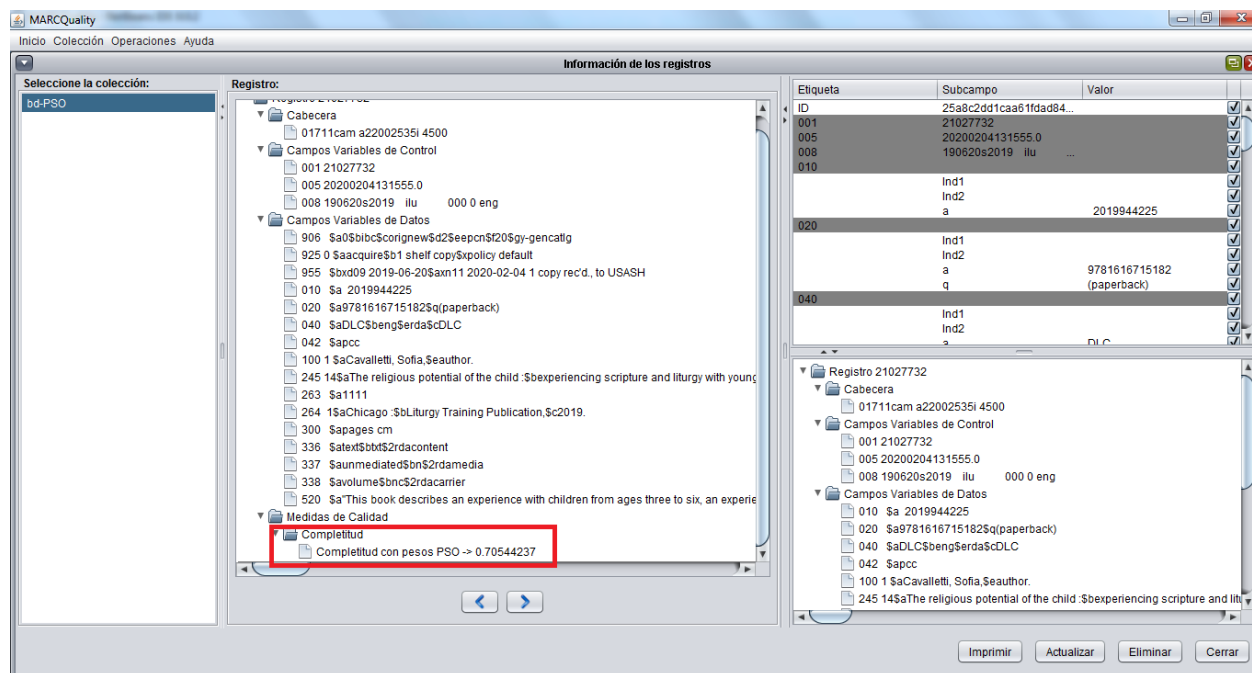 MARCQuality
Inicio Colección Operaciones Ayuda
Información de los registros
Seleccione la colección:
bd-PSO
Registro:
Registro 21027732
Cabecera
01711cam a22002535i 4500
Campos Variables de Control
001 21027732
005 20200204131555.0
008 190620s2019 ilu 000 0 eng
Campos Variables de Datos
906 $a0$bibc$corignew$d2$eepcn$f20$gy-gencatlg
925 0 $aacquire$b1 shelf copy$xpolicy default
955 $bxd09 2019-06-20$axn11 2020-02-04 1 copy rec'd., to USASH
010 $a 2019944225
020 $a9781616715182$q(paperback)
040 $aDLC$beng$erda$cDLC
042 $apcc
100 1 $aCavalletti, Sofia,$eauthor.
245 14$aThe religious potential of the child :$bexperiencing scripture and liturgy with young
263 $a1111
264 1$aChicago :$bLiturgy Training Publication,$c2019.
300 $apages cm
336 $atext$btxt$2rdacontent
337 $aunmediated$bn$2rdamedia
338 $avolume$bnc$2rdacarrier
520 $a"This book describes an experience with children from ages three to six, an experie
Medidas de Calidad
Completitud
Completitud con pesos PSO -> 0.70544237
Etiqueta Subcampo Valor
ID 25a8c2dd1caa61fdad84...
001 21027732
005 20200204131555.0
008 190620s2019 ilu ...
010
Ind1
Ind2
a 2019944225
020
Ind1
Ind2
a 9781616715182
q (paperback)
040
Ind1
Ind2
a DLC
Registro 21027732
Cabecera
01711cam a22002535i 4500
Campos Variables de Control
001 21027732
005 20200204131555.0
008 190620s2019 ilu 000 0 eng
Campos Variables de Datos
010 $a 2019944225
020 $a9781616715182$q(paperback)
040 $aDLC$beng$erda$cDLC
042 $apcc
100 1 $aCavalletti, Sofia,$eauthor.
245 14$aThe religious potential of the child :$bexperiencing scripture and litu
Imprimir Actualizar Eliminar Cerrar